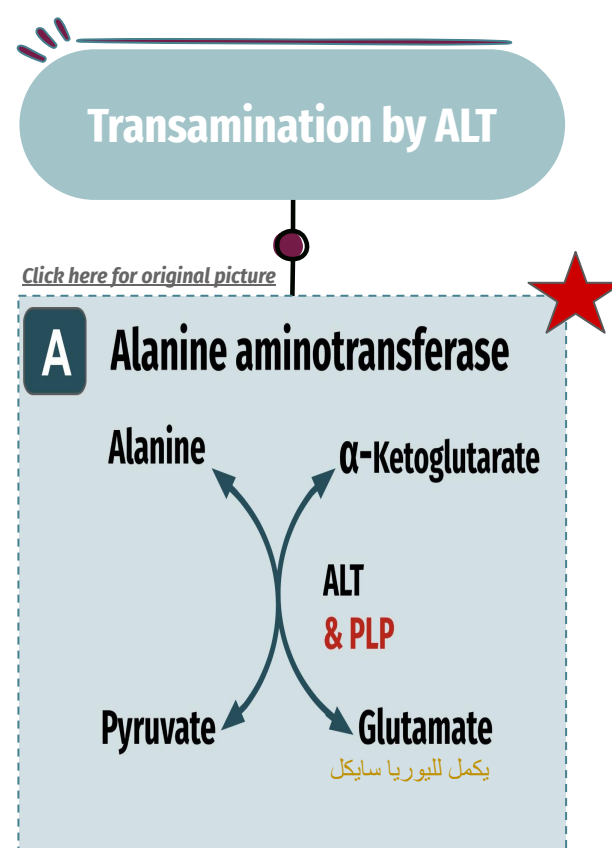 Transamination by ALT
Click here for original picture
A
Alanine aminotransferase
Alanine
α-Ketoglutarate
ALT
& PLP
Pyruvate
Glutamate
يكمل لليوريا سايكل